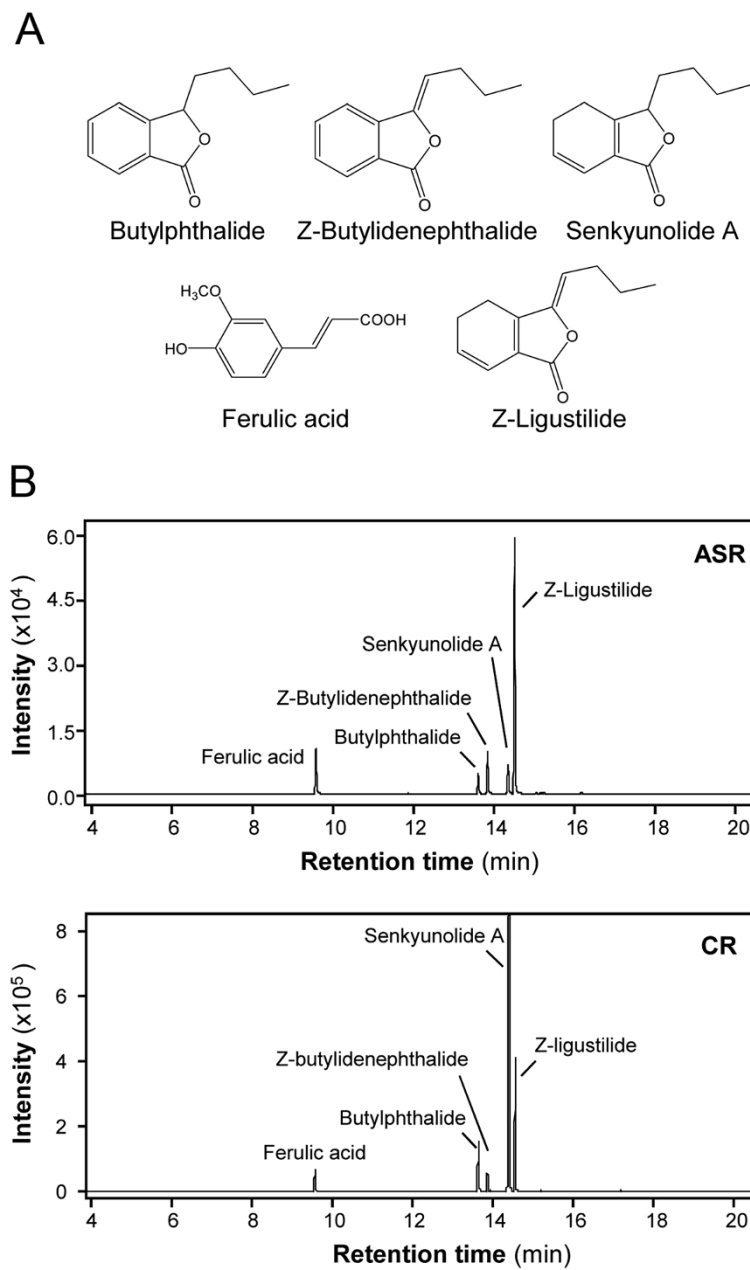 A
O
O
Butylphthalide
O
O
Z-Butylidenephthalide
O
O
Senkyunolide A
H₃CO
HO
COOH
Ferulic acid
O
O
Z-Ligustilide
B
Intensity (x10⁴)
6.0
4.5
3.0
1.5
0.0
ASR
Z-Ligustilide
Senkyunolide A
Z-Butylidenephthalide
Butylphthalide
Ferulic acid
4 6 8 10 12 14 16 18 20
Retention time (min)
Intensity (x10⁵)
8
6
4
2
0
CR
Senkyunolide A
Z-ligustilide
Z-butylidenephthalide
Butylphthalide
Ferulic acid
4 6 8 10 12 14 16 18 20
Retention time (min)